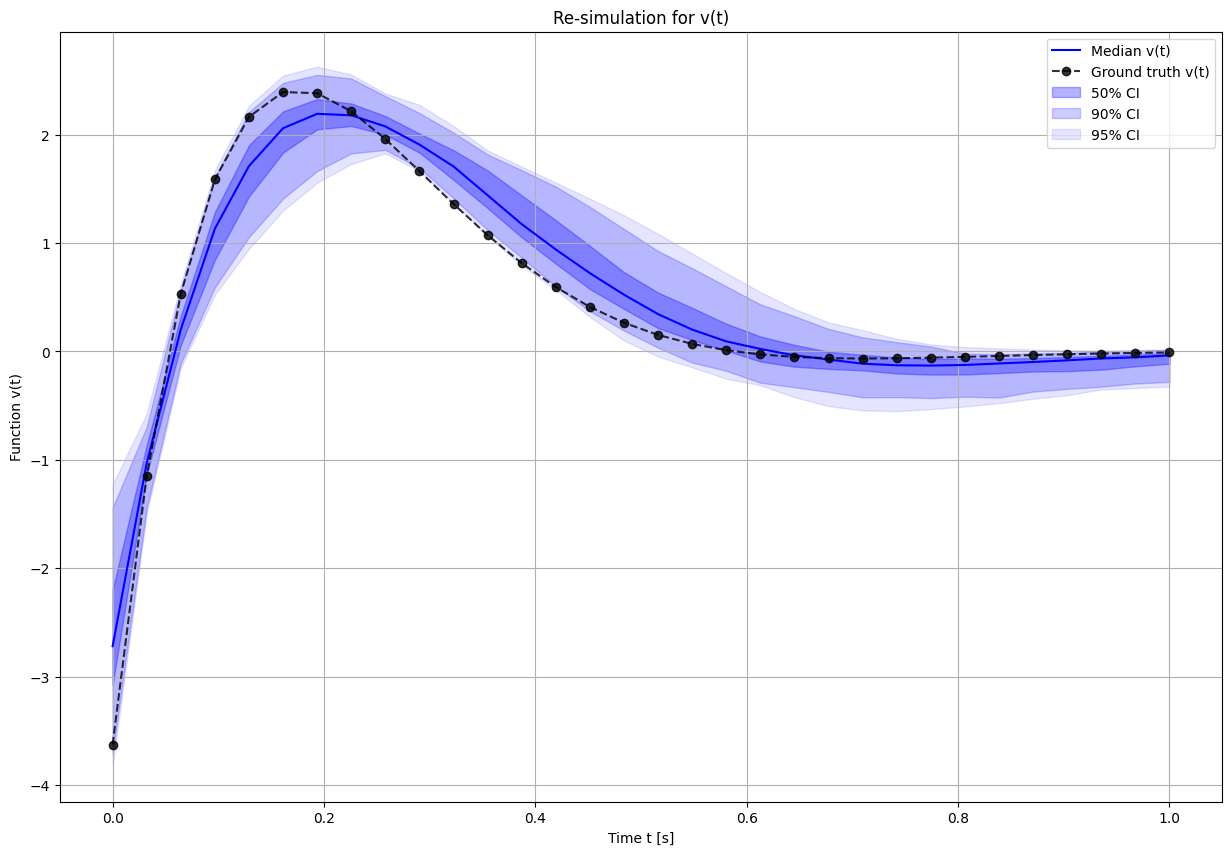 Re-simulation for v(t)
Median v(t)
Ground truth v(t)
50% CI
90% CI
95% CI
Function v(t)
2
1
0
−1
−2
−3
−4
0.0 0.2 0.4 0.6 0.8 1.0
Time t [s]